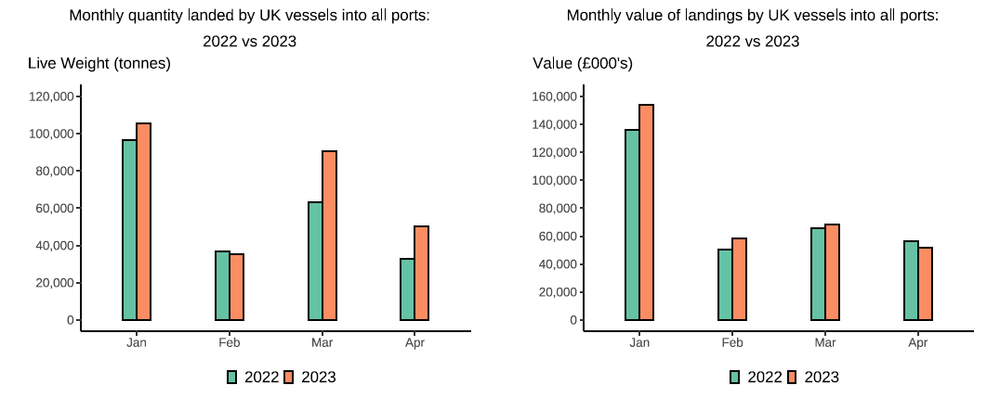 Monthly quantity landed by UK vessels into all ports:
2022 vs 2023
Live Weight (tonnes)
120,000
100,000
80,000
60,000
40,000
20,000
0
Jan Feb Mar Apr
2022 2023
Monthly value of landings by UK vessels into all ports:
2022 vs 2023
Value (£000's)
160,000
140,000
120,000
100,000
80,000
60,000
40,000
20,000
0
Jan Feb Mar Apr
2022 2023